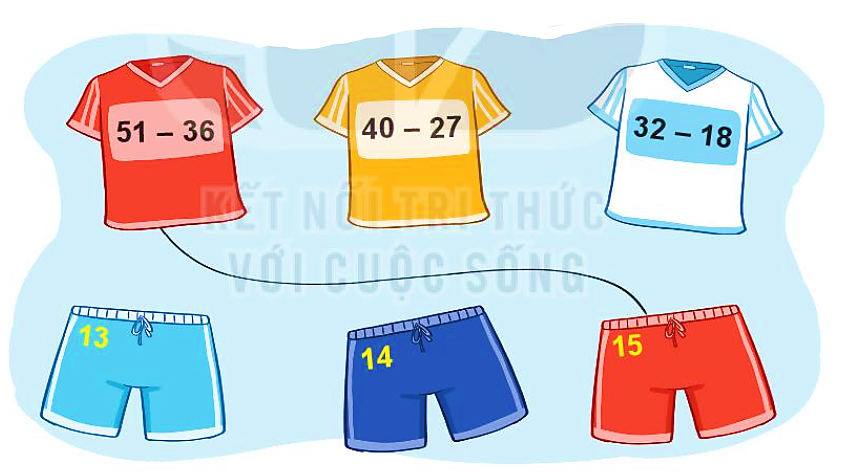 51 – 36
40 – 27
32 – 18
KẾT NỐI TRI THỨC
VỚI CUỘC SỐNG
13
14
15